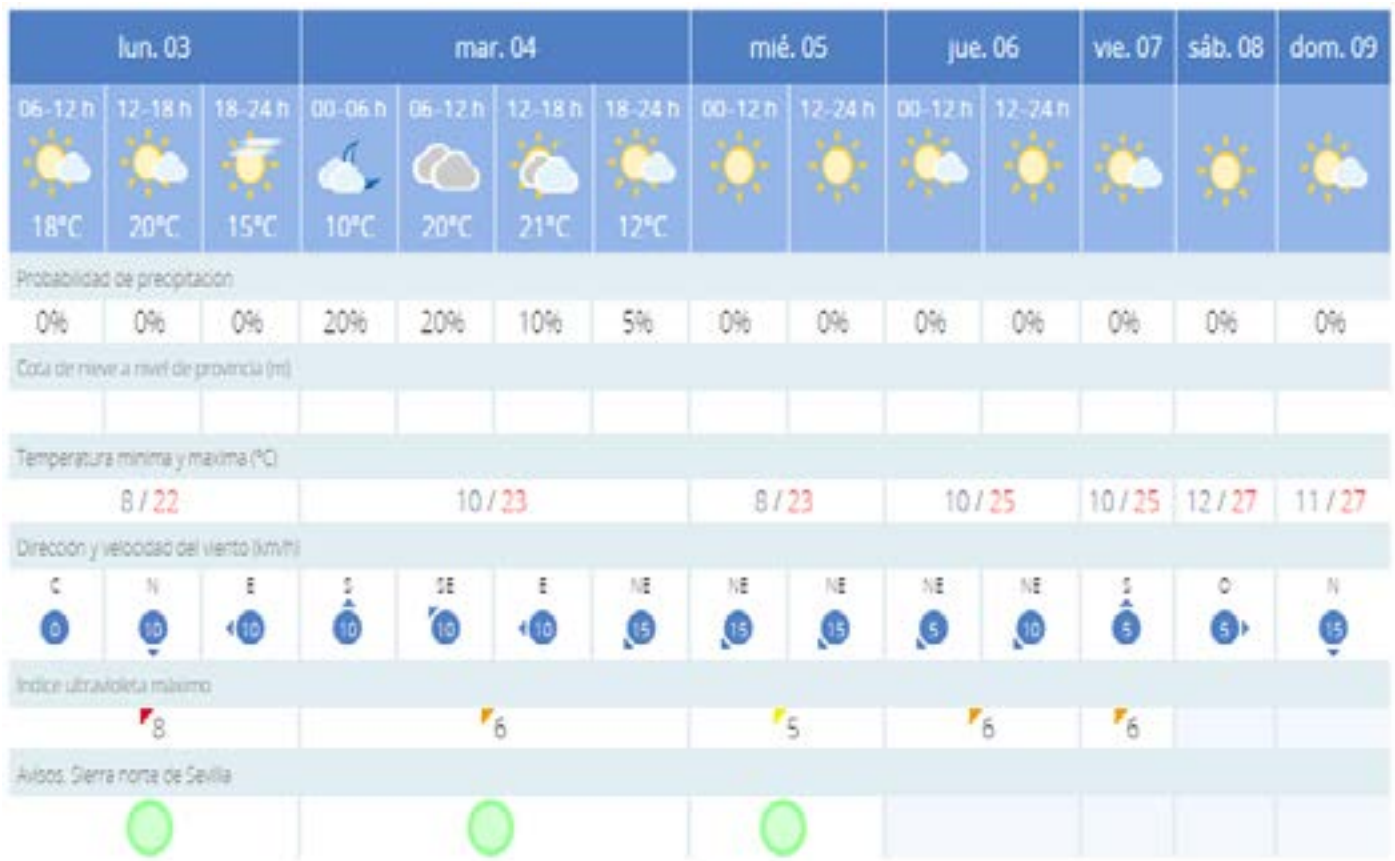 lun. 03 mar. 04 mié. 05 jue. 06 vie. 07 sáb. 08 dom. 09
06-12 h 12-18 h 18-24 h 00-06 h 06-12 h 12-18 h 18-24 h 00-12 h 12-24 h 00-12 h 12-24 h
18°C 20°C 15°C 10°C 20°C 21°C 12°C
Probabilidad de precipitación
0% 0% 0% 20% 20% 10% 5% 0% 0% 0% 0% 0% 0% 0%
Cota de nieve a nivel de provincia (m)
Temperatura mínima y máxima (°C)
8 / 22 10 / 23 8 / 23 10 / 25 10 / 25 12 / 27 11 / 27
Dirección y velocidad del viento (km/h)
C N E S SE E NE NE NE NE NE S O N
0 10 10 10 10 10 15 15 15 5 10 5 5 15
Indice ultravioleta máximo
8 6 5 6 6
Avisos. Sierra norte de Sevilla